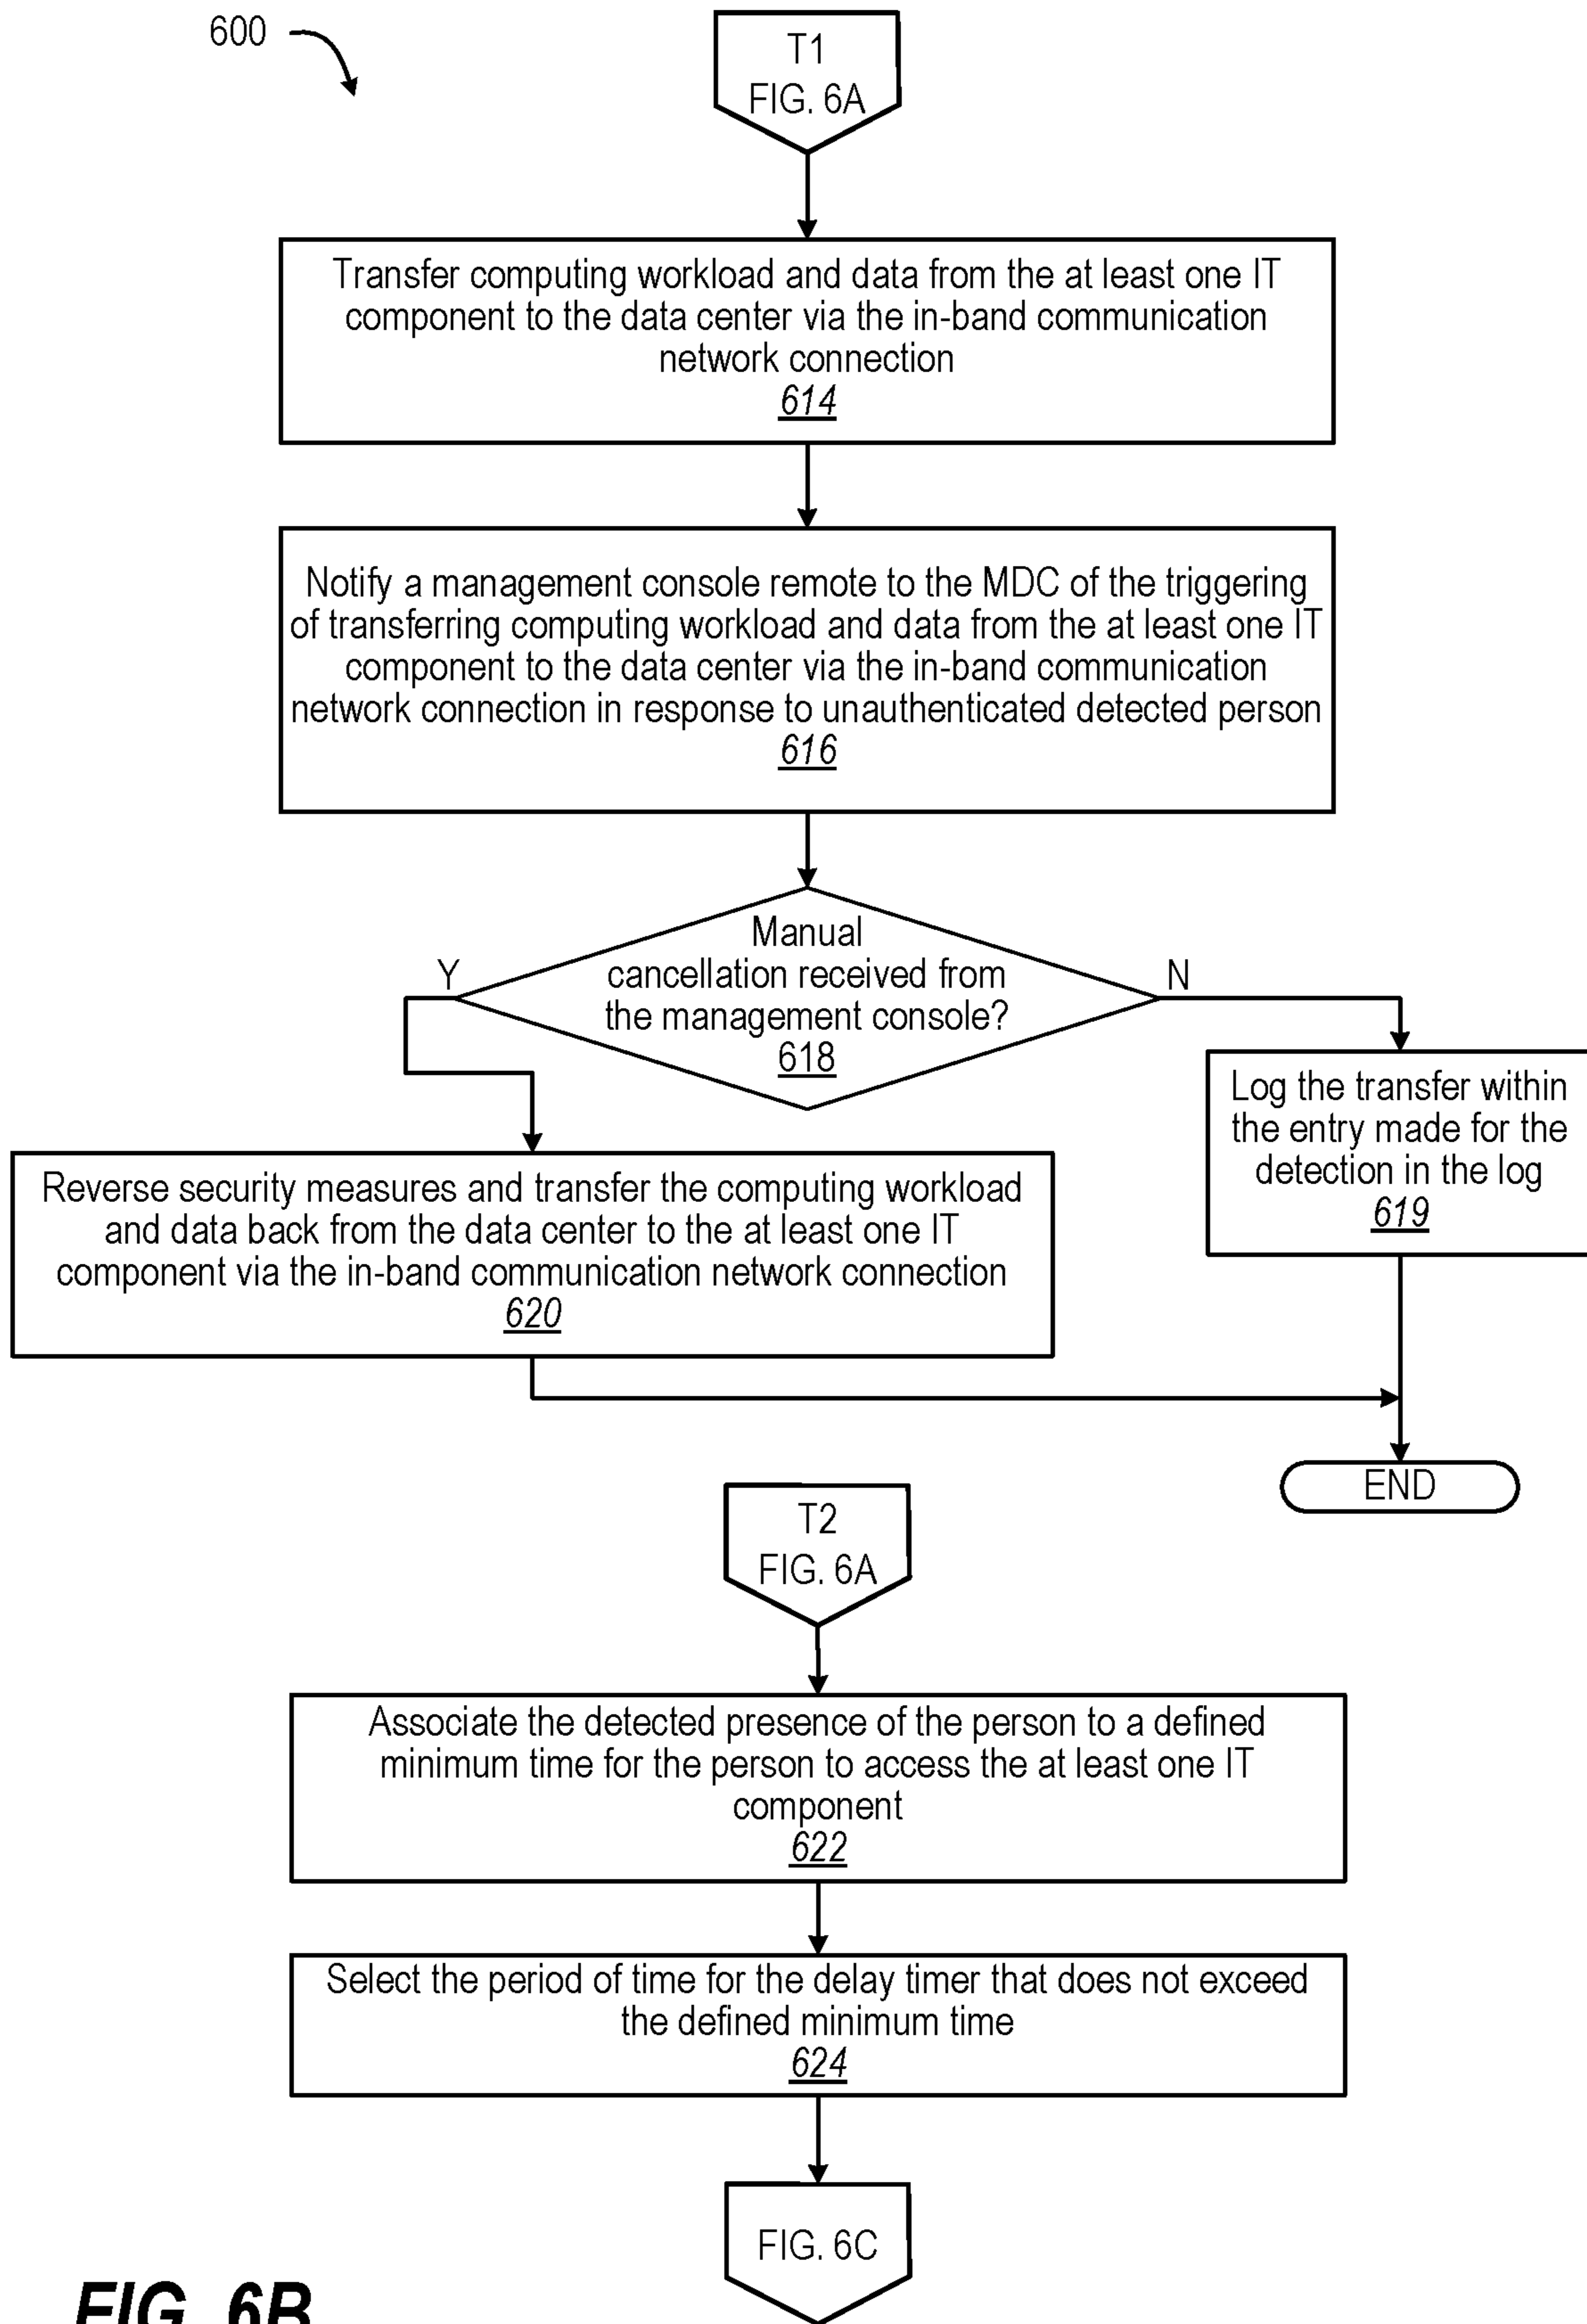 600
T1
FIG. 6A
Transfer computing workload and data from the at least one IT
component to the data center via the in-band communication
network connection
614
Notify a management console remote to the MDC of the triggering
of transferring computing workload and data from the at least one IT
component to the data center via the in-band communication
network connection in response to unauthenticated detected person
616
Manual
cancellation received from
the management console?
618
Y
N
Log the transfer within
the entry made for the
detection in the log
619
Reverse security measures and transfer the computing workload
and data back from the data center to the at least one IT
component via the in-band communication network connection
620
END
T2
FIG. 6A
Associate the detected presence of the person to a defined
minimum time for the person to access the at least one IT
component
622
Select the period of time for the delay timer that does not exceed
the defined minimum time
624
FIG. 6C
FIG. 6B